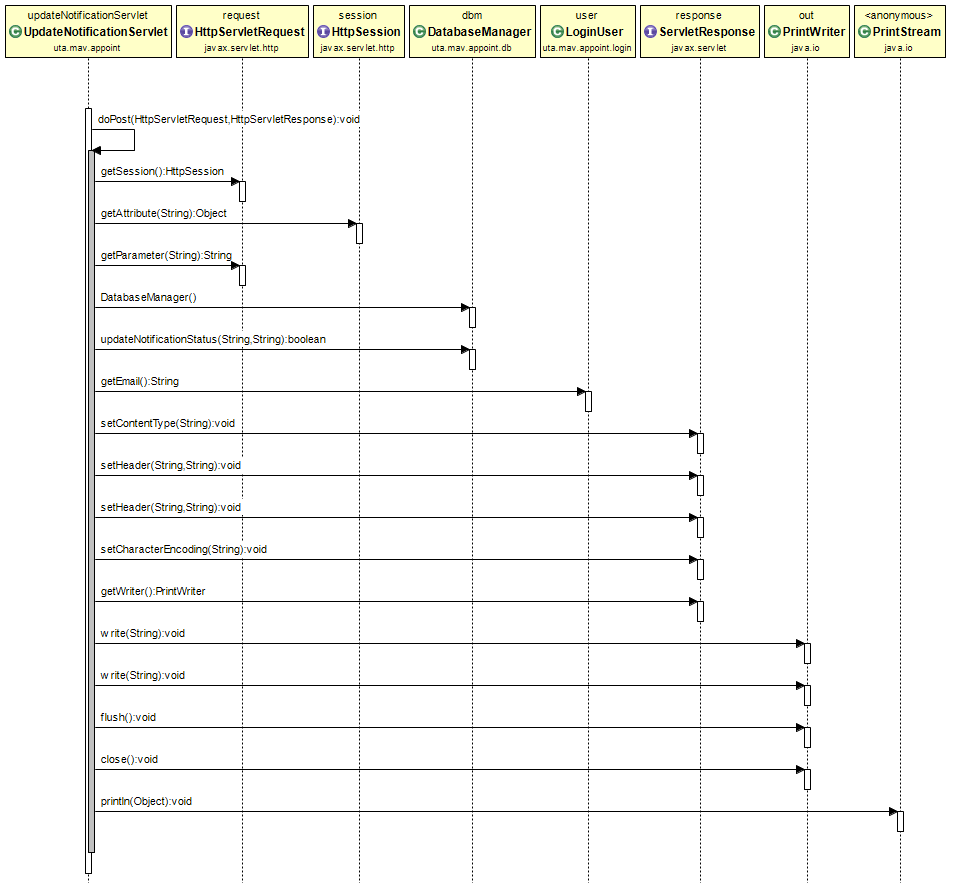 updateNotificationServlet
UpdateNotificationServlet
uta.mav.appoint
request
HttpServletRequest
javax.servlet.http
session
HttpSession
javax.servlet.http
dbm
DatabaseManager
uta.mav.appoint.db
user
LoginUser
uta.mav.appoint.login
response
ServletResponse
javax.servlet
out
PrintWriter
java.io
<anonymous>
PrintStream
java.io
doPost(HttpServletRequest,HttpServletResponse):void
getSession():HttpSession
getAttribute(String):Object
getParameter(String):String
DatabaseManager()
updateNotificationStatus(String,String):boolean
getEmail():String
setContentType(String):void
setHeader(String,String):void
setHeader(String,String):void
setCharacterEncoding(String):void
getWriter():PrintWriter
write(String):void
write(String):void
flush():void
close():void
println(Object):void